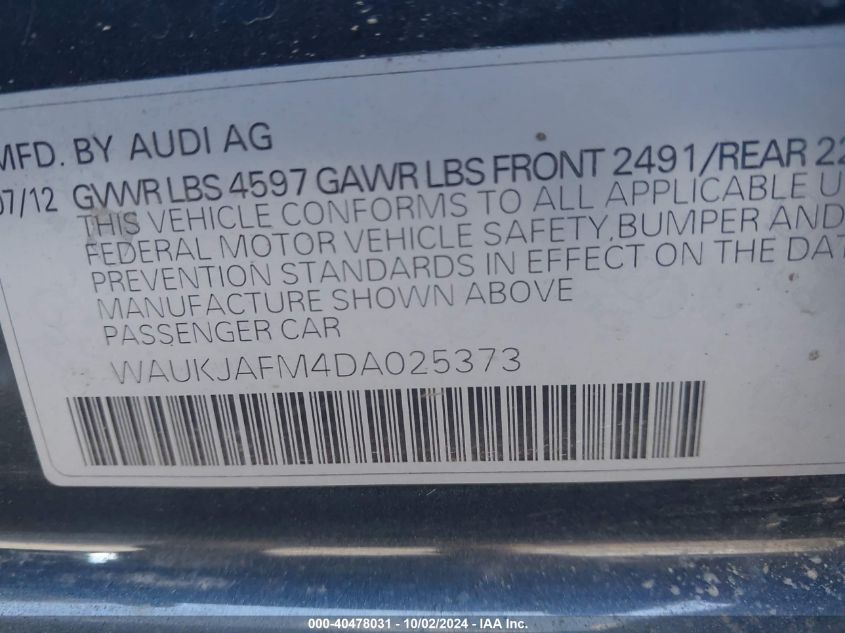 MFD. BY AUDI AG
07/12 GVWR LBS 4597 GAWR LBS FRONT 2491/REAR 22
THIS VEHICLE CONFORMS TO ALL APPLICABLE U
FEDERAL MOTOR VEHICLE SAFETY, BUMPER AND
PREVENTION STANDARDS IN EFFECT ON THE DAT
MANUFACTURE SHOWN ABOVE
PASSENGER CAR
WAUKJAFM4DA025373
000-40478031 - 10/02/2024 - IAA Inc.